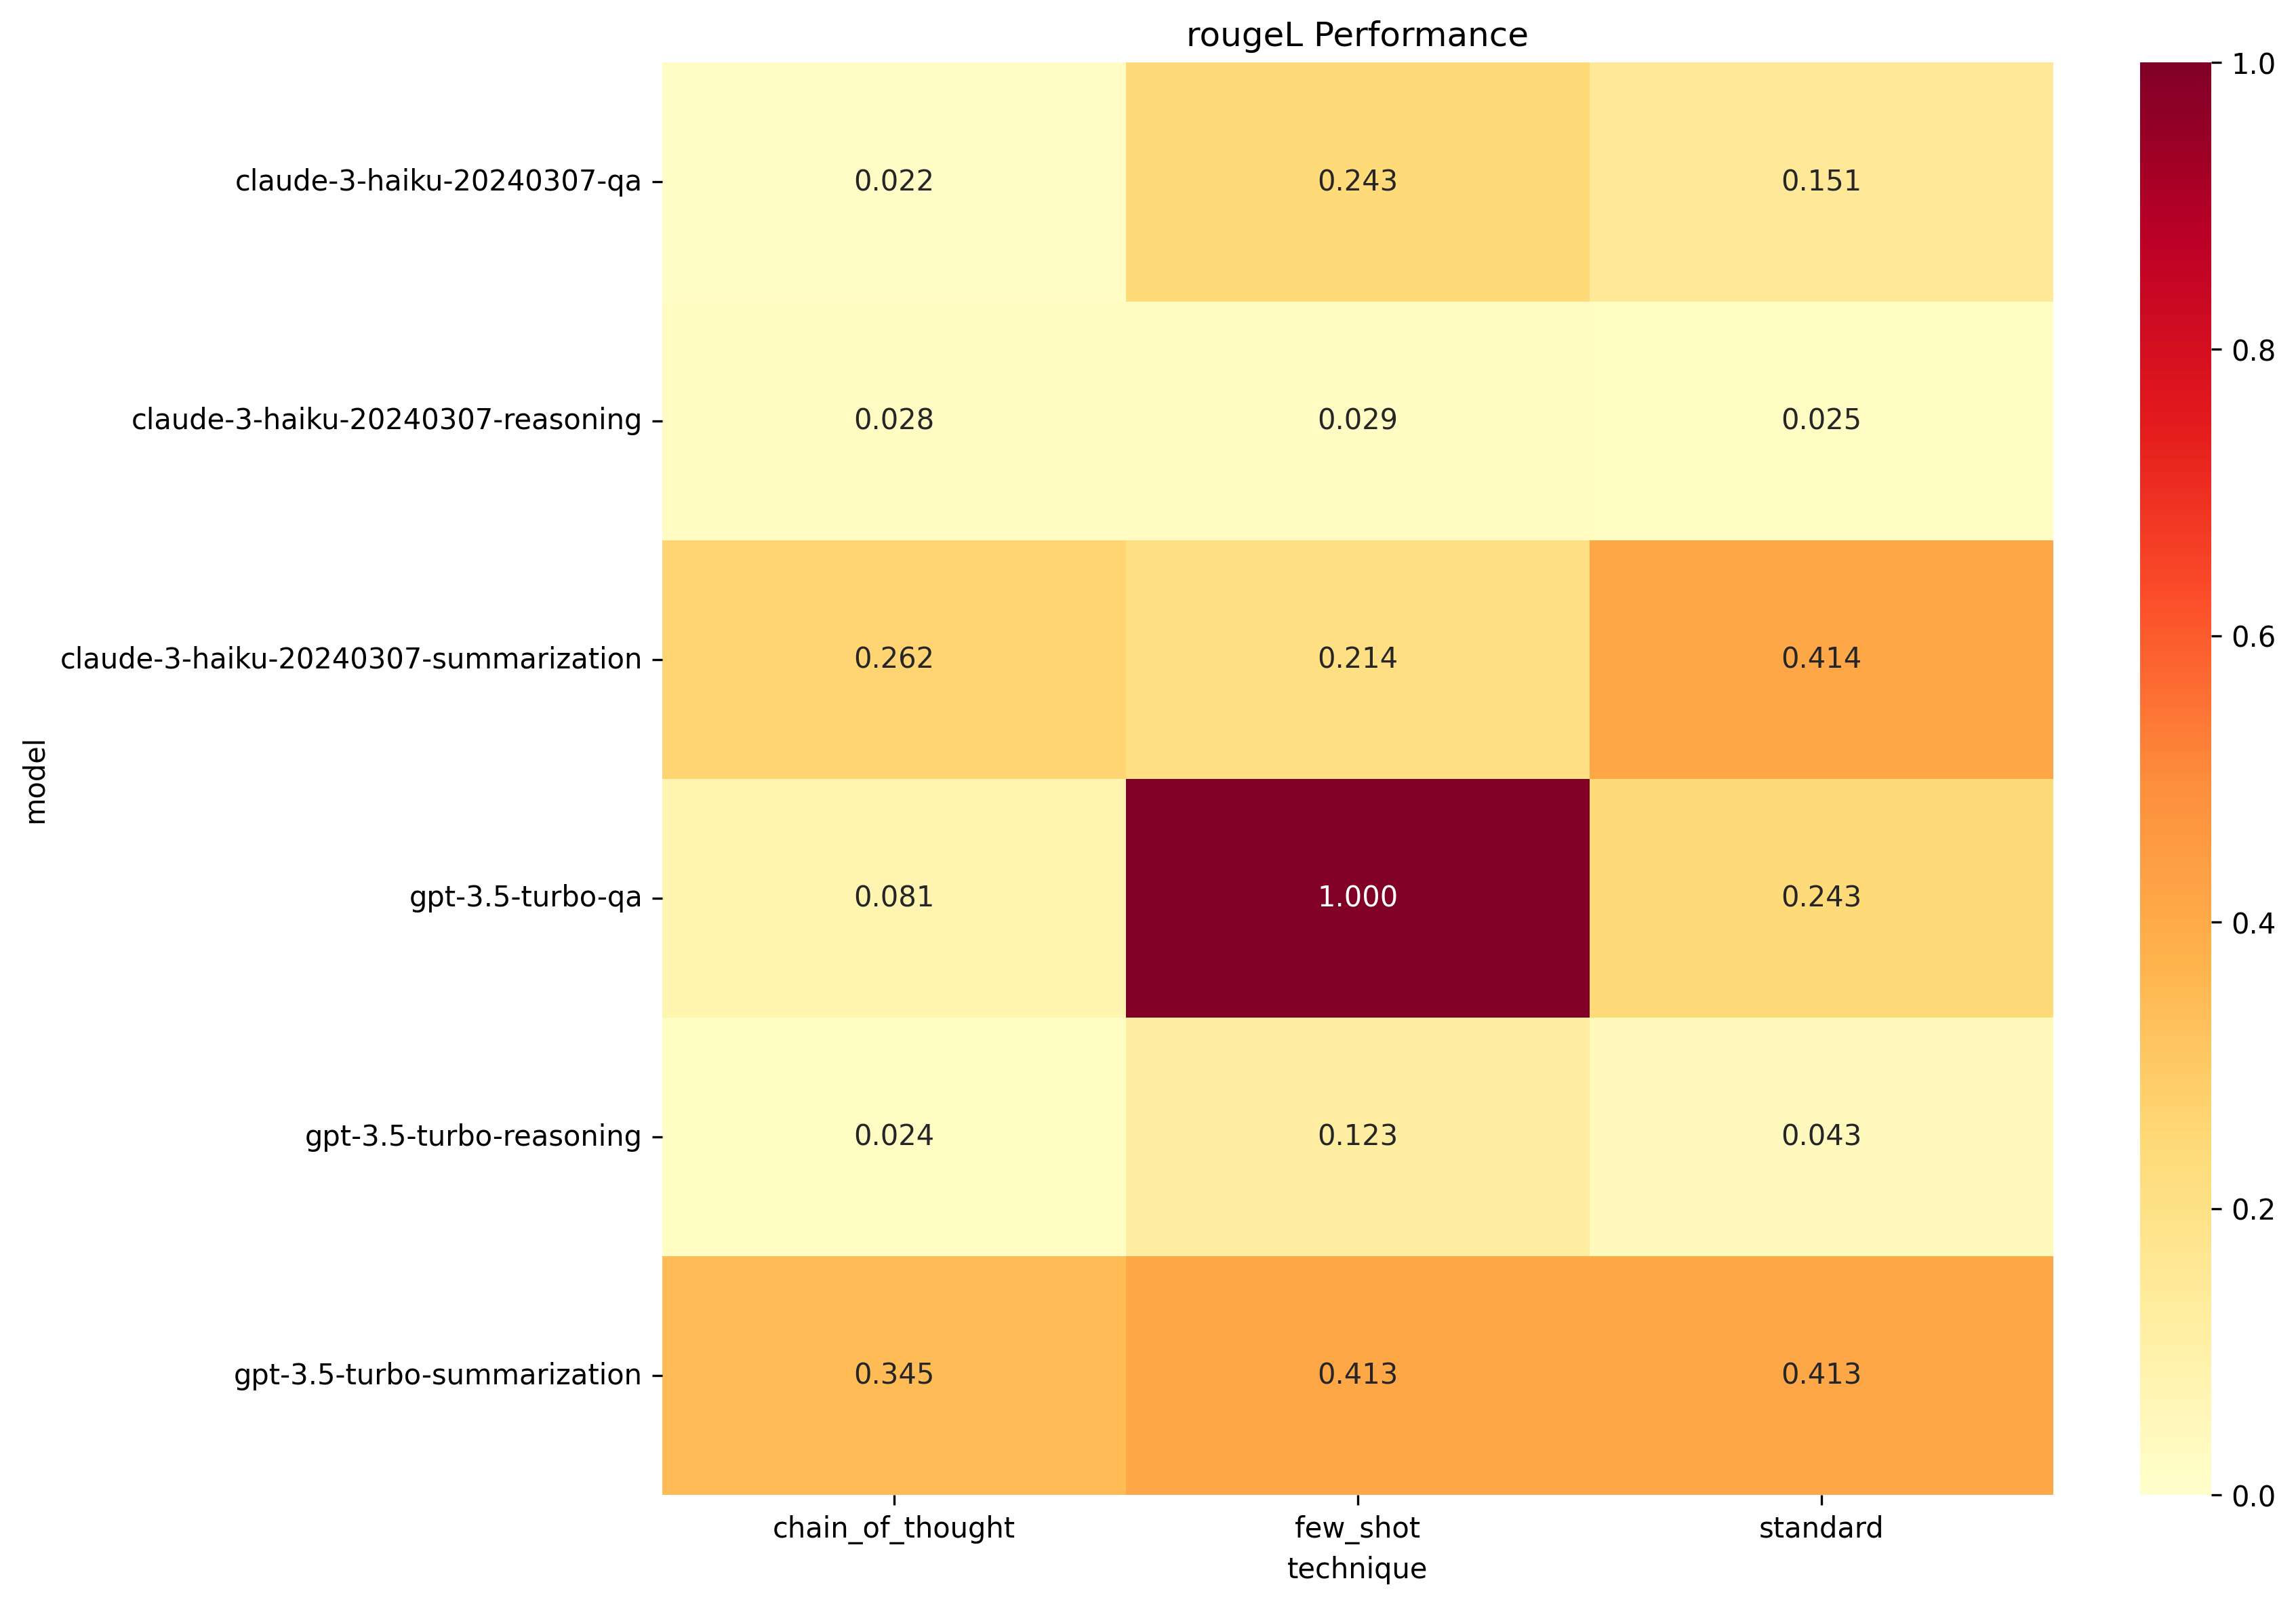 rougeL Performance
model
claude-3-haiku-20240307-qa 0.022 0.243 0.151
claude-3-haiku-20240307-reasoning 0.028 0.029 0.025
claude-3-haiku-20240307-summarization 0.262 0.214 0.414
gpt-3.5-turbo-qa 0.081 1.000 0.243
gpt-3.5-turbo-reasoning 0.024 0.123 0.043
gpt-3.5-turbo-summarization 0.345 0.413 0.413
chain_of_thought few_shot standard
technique
1.0
0.8
0.6
0.4
0.2
0.0